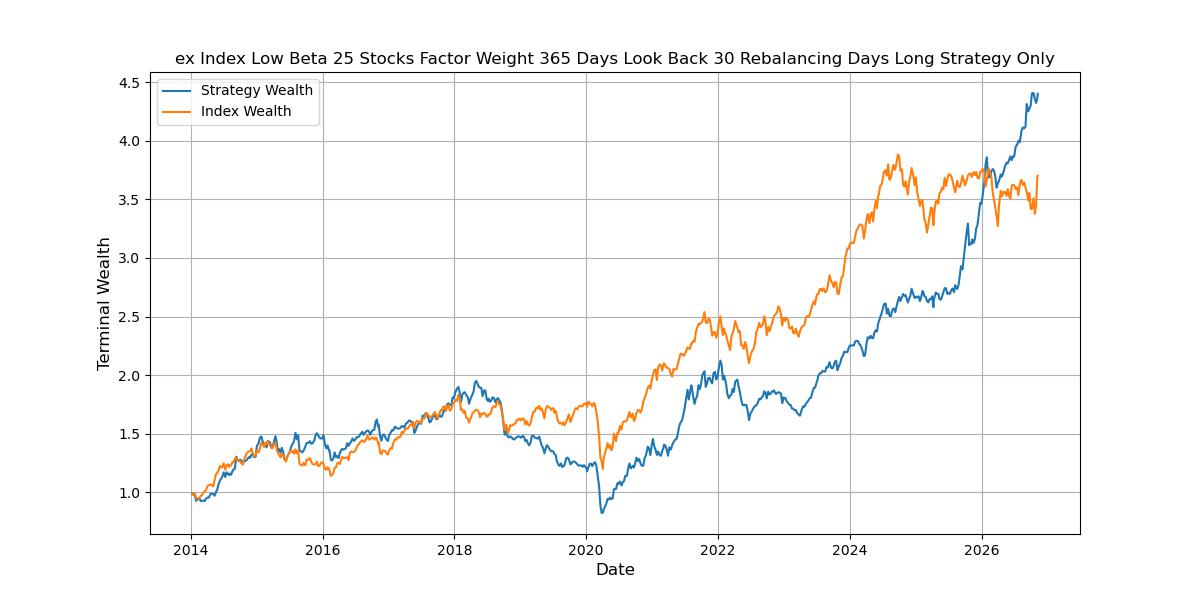 ex Index Low Beta 25 Stocks Factor Weight 365 Days Look Back 30 Rebalancing Days Long Strategy Only
Strategy Wealth
Index Wealth
Terminal Wealth
4.5
4.0
3.5
3.0
2.5
2.0
1.5
1.0
2014 2016 2018 2020 2022 2024 2026
Date